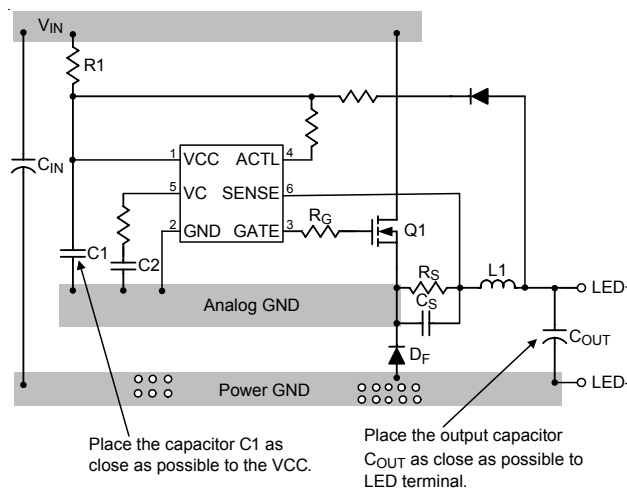 VIN
R1
CIN
1 VCC ACTL 4
5 VC SENSE 6
2 GND GATE 3
RG
Q1
C1
C2
RS
CS
L1
LED+
Analog GND
COUT
DF
Power GND
LED-
Place the capacitor C1 as
close as possible to the VCC.
Place the output capacitor
COUT as close as possible to
LED terminal.